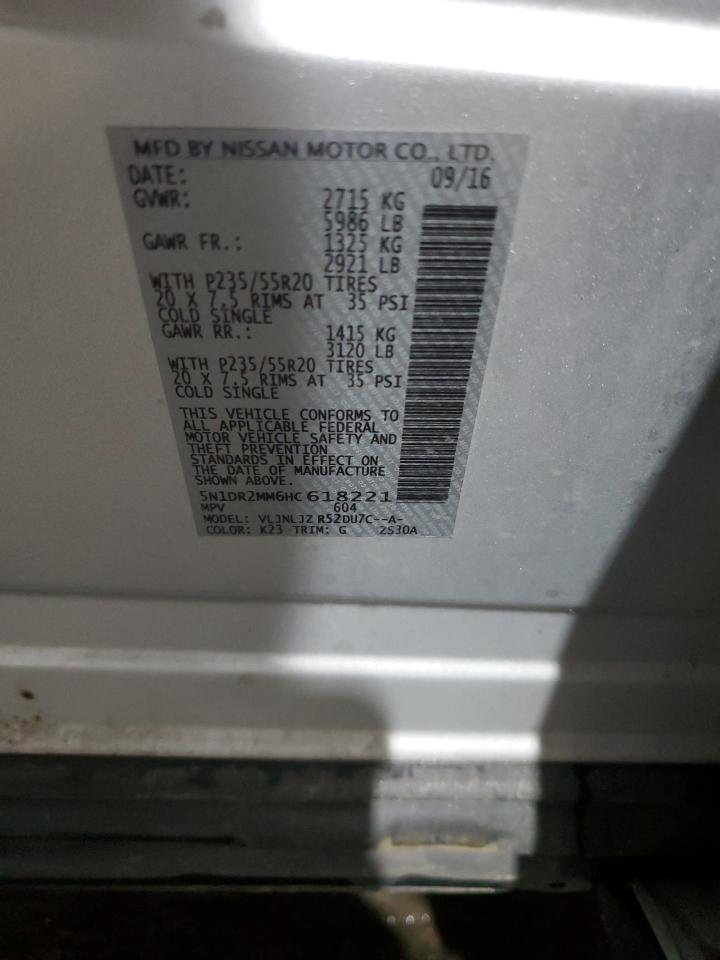 MFD BY NISSAN MOTOR CO., LTD.
DATE: 09/16
GVWR: 2715 KG
5986 LB
GAWR FR.: 1325 KG
2921 LB
WITH P235/55R20 TIRES
20 X 7.5 RIMS AT 35 PSI
COLD SINGLE
GAWR RR.: 1415 KG
3120 LB
WITH P235/55R20 TIRES
20 X 7.5 RIMS AT 35 PSI
COLD SINGLE
THIS VEHICLE CONFORMS TO
ALL APPLICABLE FEDERAL
MOTOR VEHICLE SAFETY AND
THEFT PREVENTION
STANDARDS IN EFFECT ON
THE DATE OF MANUFACTURE
SHOWN ABOVE.
5N1DR2MM6HC618221
MPV 604
MODEL: VLJNLJZ R52DU7C--A-
COLOR: K23 TRIM: G 2S30A